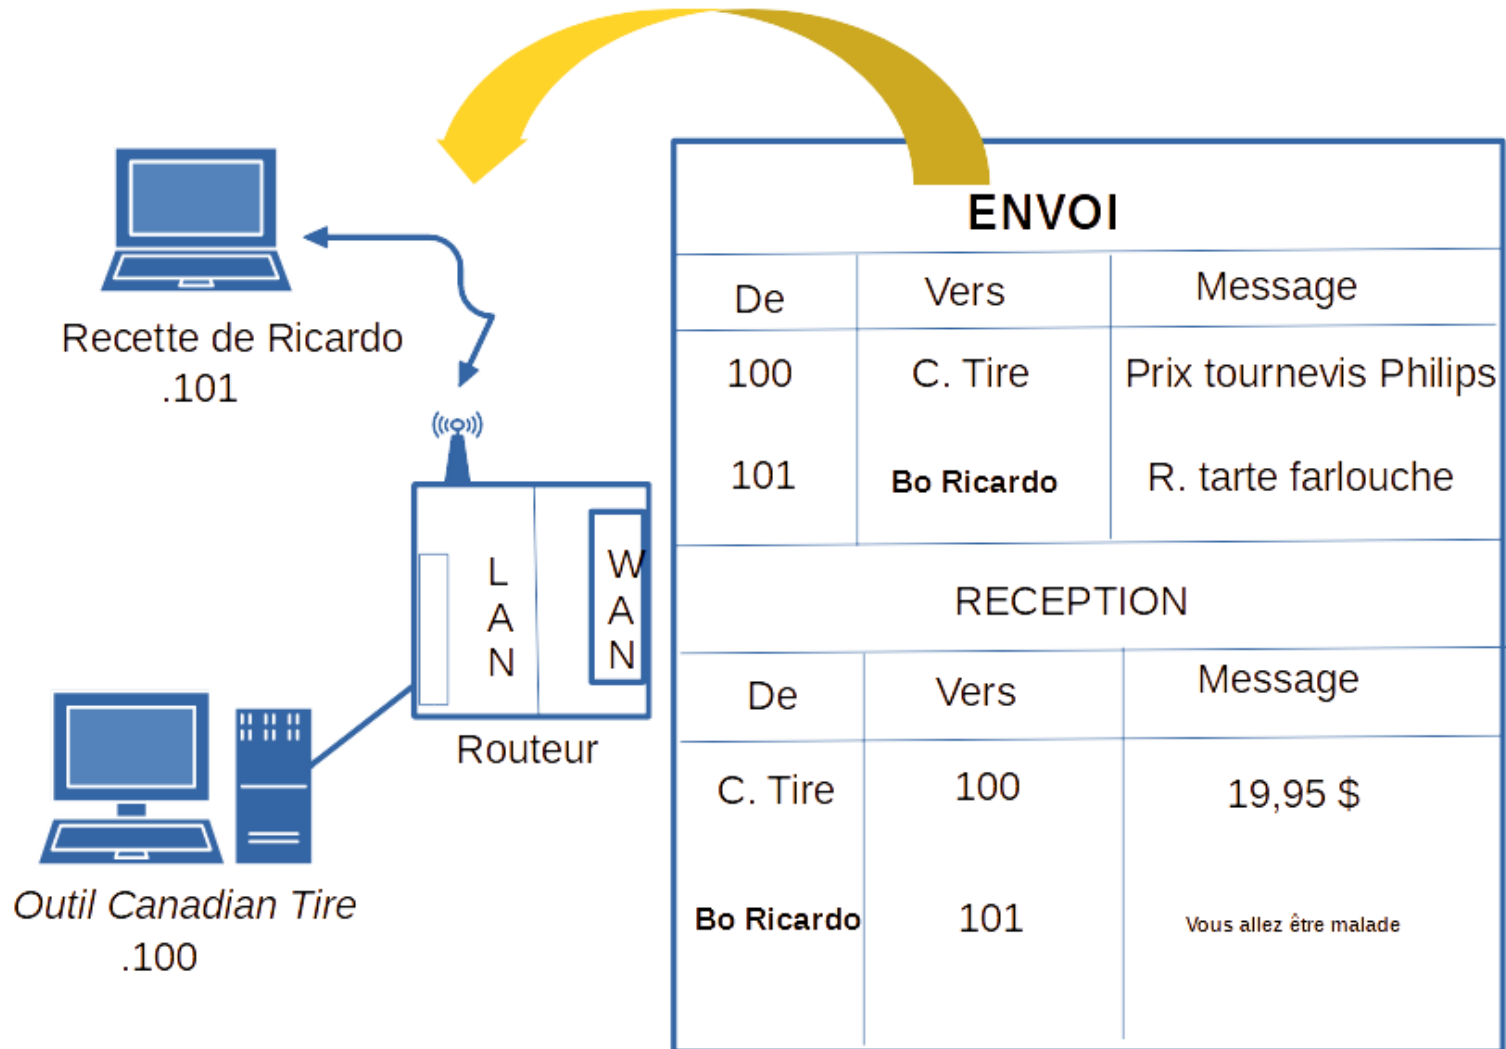 Recette de Ricardo
.101
L
A
N
W
A
N
Routeur
Outil Canadian Tire
.100
ENVOI
De Vers Message
100 C. Tire Prix tournevis Philips
101 Bo Ricardo R. tarte farlouche
RECEPTION
De Vers Message
C. Tire 100 19,95 $
Bo Ricardo 101 Vous allez être malade